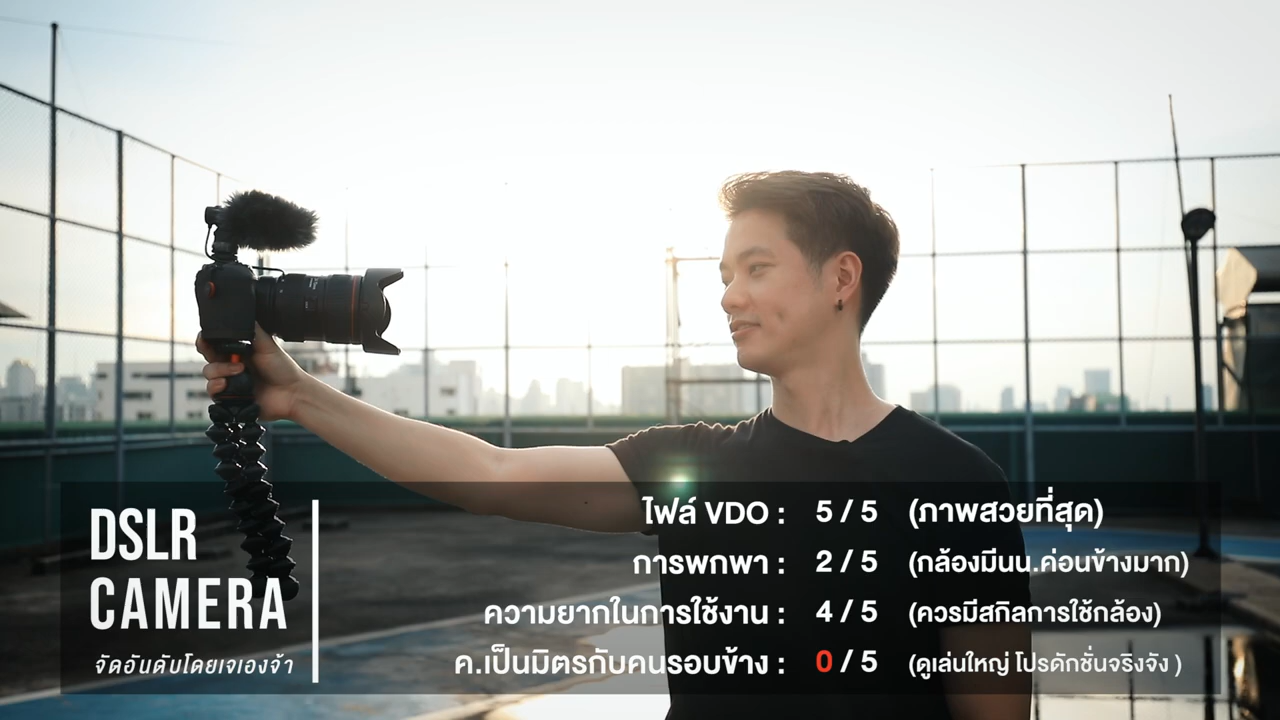 DSLR
CAMERA
จัดอันดับโดยเจเองจ้า
ไฟล์ VDO : 5 / 5 (ภาพสวยที่สุด)
การพกพา : 2 / 5 (กล้องมีนน.ค่อนข้างมาก)
ความยากในการใช้งาน : 4 / 5 (ควรมีสกิลการใช้กล้อง)
ค.เป็นมิตรกับคนรอบข้าง : 0 / 5 (ดูเล่นใหญ่ โปรดักชั่นจริงจัง )